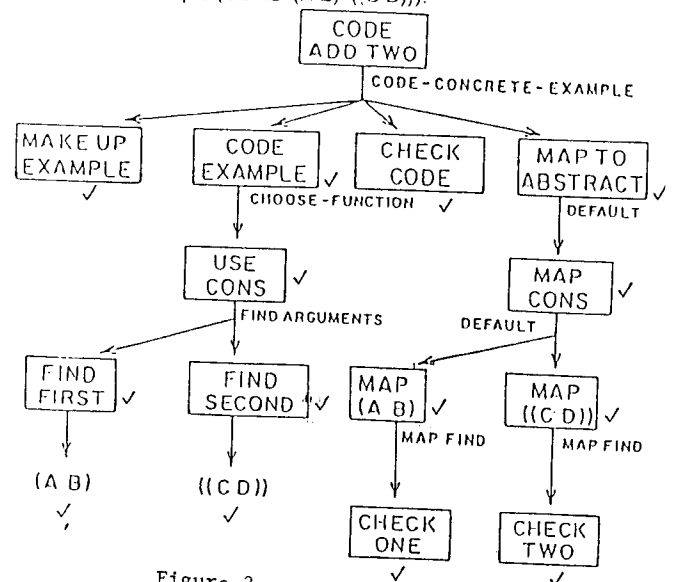 CODE
ADD TWO
CODE-CONCRETE-EXAMPLE
MAKE UP
EXAMPLE
CODE
EXAMPLE
CHECK
CODE
MAP TO
ABSTRACT
CHOOSE-FUNCTION
DEFAULT
USE
CONS
MAP
CONS
FIND ARGUMENTS
DEFAULT
FIND
FIRST
FIND
SECOND
MAP
(A B)
MAP
((C D))
MAP FIND
MAP FIND
(A B)
((C D))
CHECK
ONE
CHECK
TWO